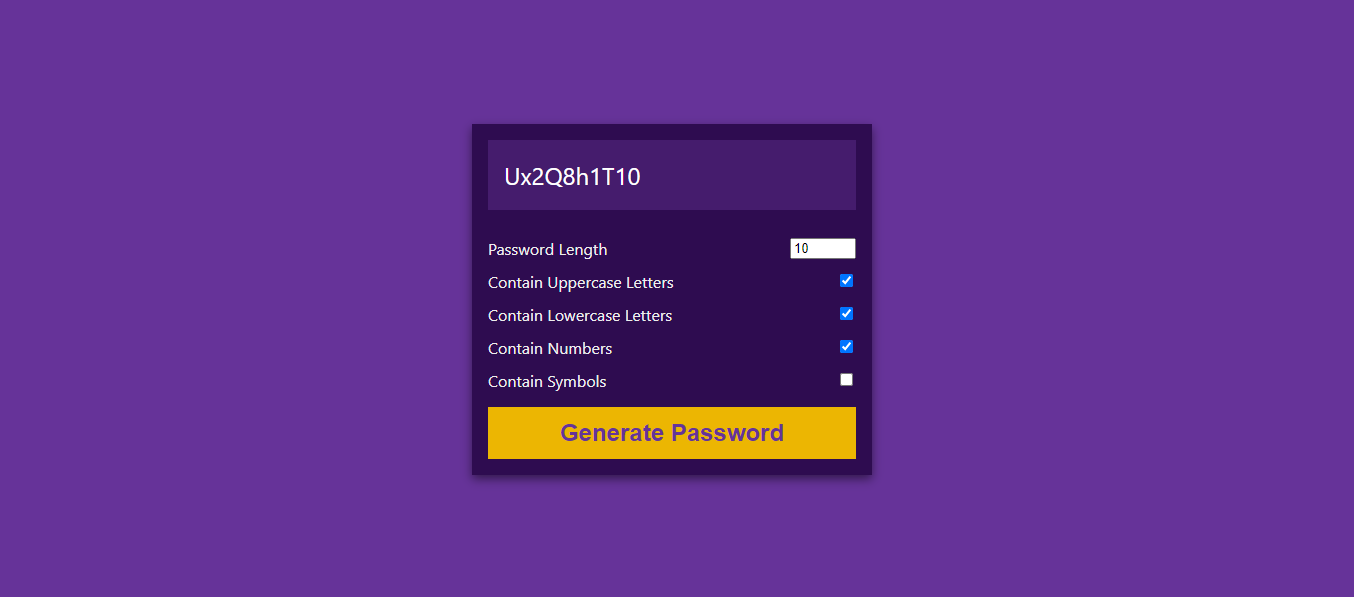 Ux2Q8h1T10
Password Length 10
Contain Uppercase Letters
Contain Lowercase Letters
Contain Numbers
Contain Symbols
Generate Password